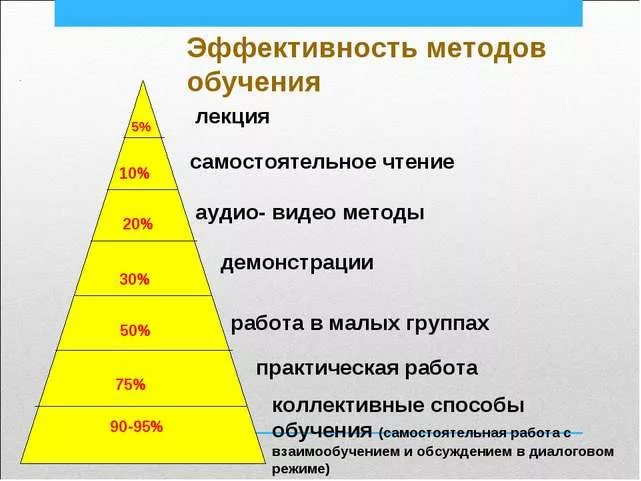 Эффективность методов
обучения
5%
лекция
10%
самостоятельное чтение
20%
аудио- видео методы
30%
демонстрации
50%
работа в малых группах
75%
практическая работа
90-95%
коллективные способы
обучения (самостоятельная работа с
взаимообучением и обсуждением в диалоговом
режиме)